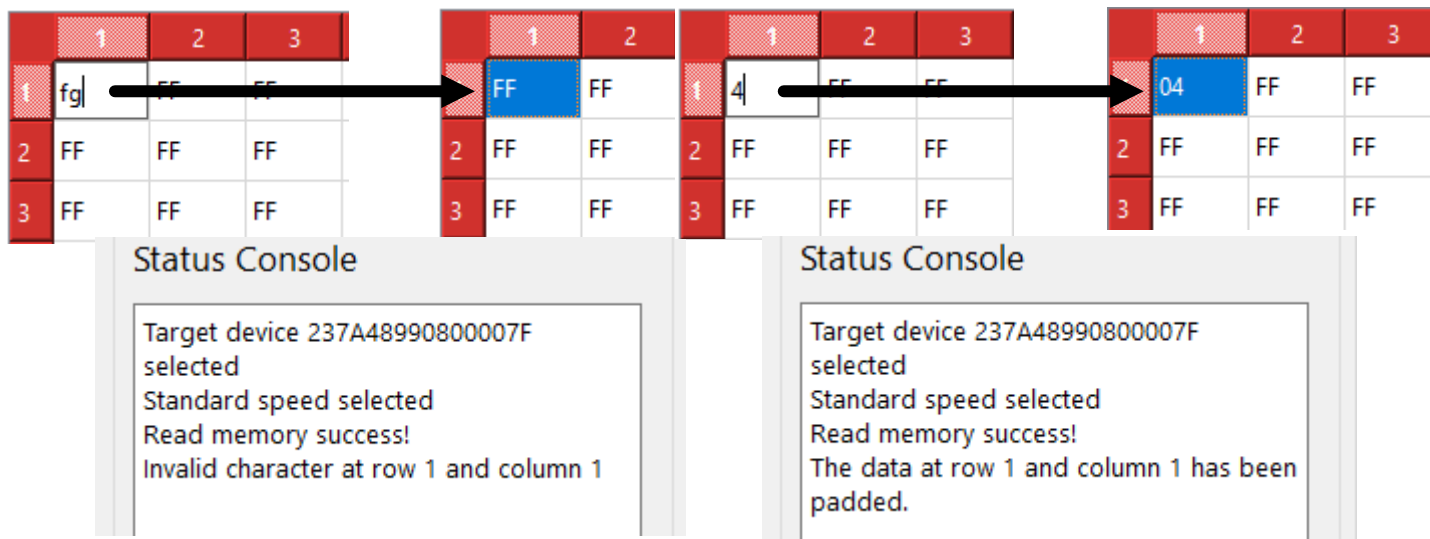 1 2 3 1 2 1 2 3 1 2 3
1 fg FF FF FF FF 1 4 FF FF 04 FF FF
2 FF FF FF 2 FF FF 2 FF FF FF 2 FF FF FF
3 FF FF FF 3 FF FF 3 FF FF FF 3 FF FF FF
Status Console
Target device 237A48990800007F
selected
Standard speed selected
Read memory success!
Invalid character at row 1 and column 1
Status Console
Target device 237A48990800007F
selected
Standard speed selected
Read memory success!
The data at row 1 and column 1 has been
padded.